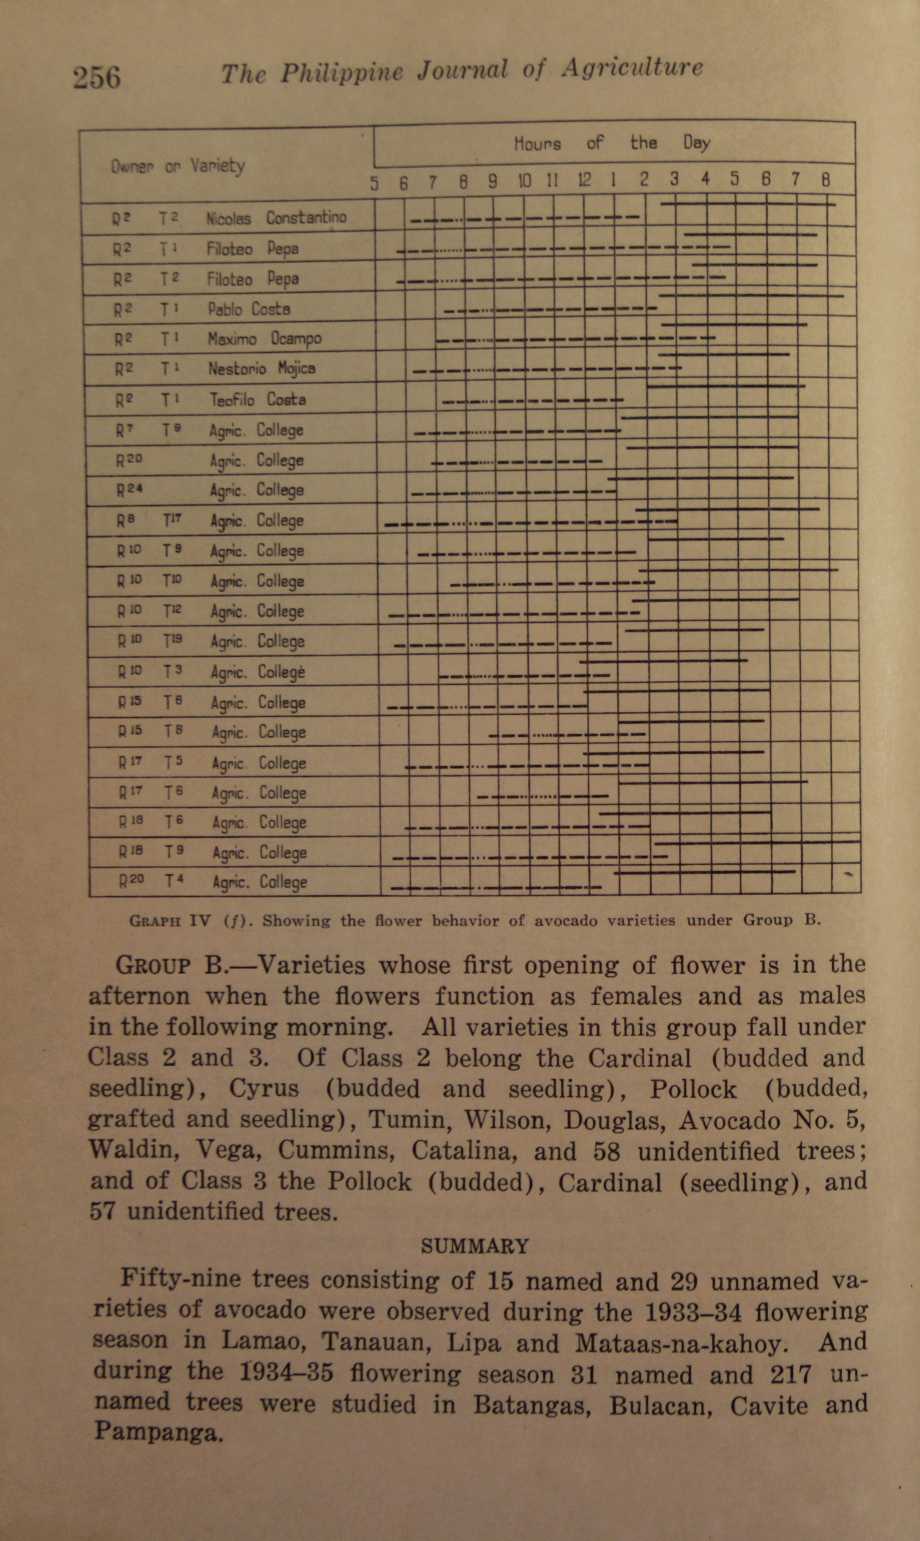 256 The Philippine Journal of Agriculture
Owner or Variety
Hours of the Day
5 6 7 8 9 10 11 12 1 2 3 4 5 6 7 8
R2 T2 Nicolas Constantino
R2 T1 Filoteo Pepa
R2 T2 Filoteo Pepa
R2 T1 Pablo Costa
R2 T1 Maximo Ocampo
R2 T1 Nestorio Mojica
R2 T1 Teofilo Costa
R7 T9 Agric. College
R20 Agric. College
R24 Agric. College
R8 T17 Agric. College
R10 T9 Agric. College
R10 T10 Agric. College
R10 T12 Agric. College
R10 T19 Agric. College
R10 T3 Agric. College
R15 T6 Agric. College
R15 T8 Agric. College
R17 T5 Agric. College
R17 T6 Agric. College
R18 T6 Agric. College
R18 T9 Agric. College
R20 T4 Agric. College
GRAPH IV (f). Showing the flower behavior of avocado varieties under Group B.
GROUP B.—Varieties whose first opening of flower is in the
afternon when the flowers function as females and as males
in the following morning. All varieties in this group fall under
Class 2 and 3. Of Class 2 belong the Cardinal (budded and
seedling), Cyrus (budded and seedling), Pollock (budded,
grafted and seedling), Tumin, Wilson, Douglas, Avocado No. 5,
Waldin, Vega, Cummins, Catalina, and 58 unidentified trees;
and of Class 3 the Pollock (budded), Cardinal (seedling), and
57 unidentified trees.
SUMMARY
Fifty-nine trees consisting of 15 named and 29 unnamed va-
rieties of avocado were observed during the 1933–34 flowering
season in Lamao, Tanauan, Lipa and Mataas-na-kahoy. And
during the 1934–35 flowering season 31 named and 217 un-
named trees were studied in Batangas, Bulacan, Cavite and
Pampanga.